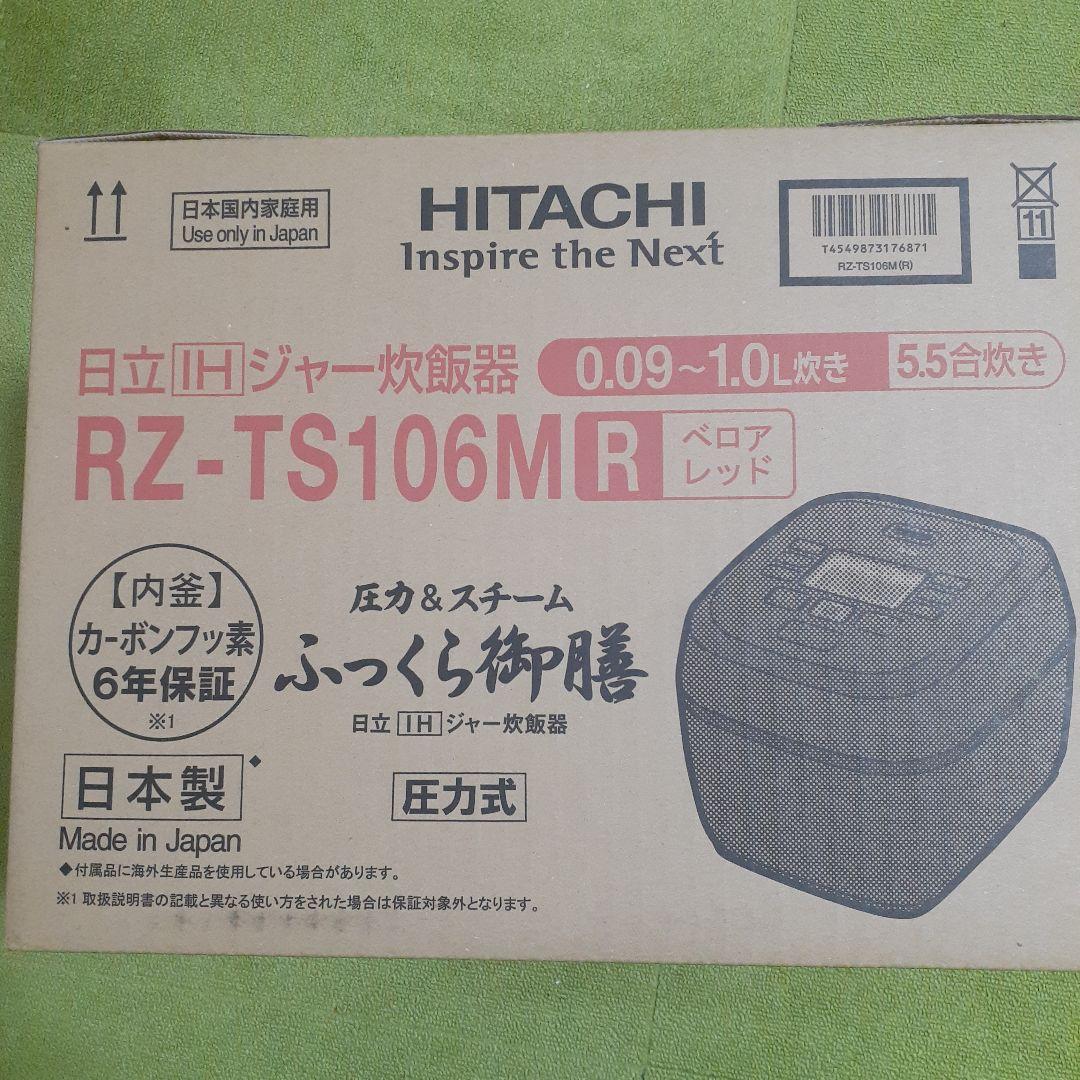 日本国内家庭用
Use only in Japan
HITACHI
Inspire the Next
T4549873176871
RZ-TS106M(R)
11
日立IHジャー炊飯器
0.09~1.0L炊き 5.5合炊き
RZ-TS106M R ベロア
レッド
【内釜】
カーボンフッ素
6年保証
※1
圧力&スチーム
ふっくら御膳
日立IHジャー炊飯器
日本製◆
Made in Japan
圧力式
◆付属品に海外生産品を使用している場合があります。
※1 取扱説明書の記載と異なる使い方をされた場合は保証対象外となります。